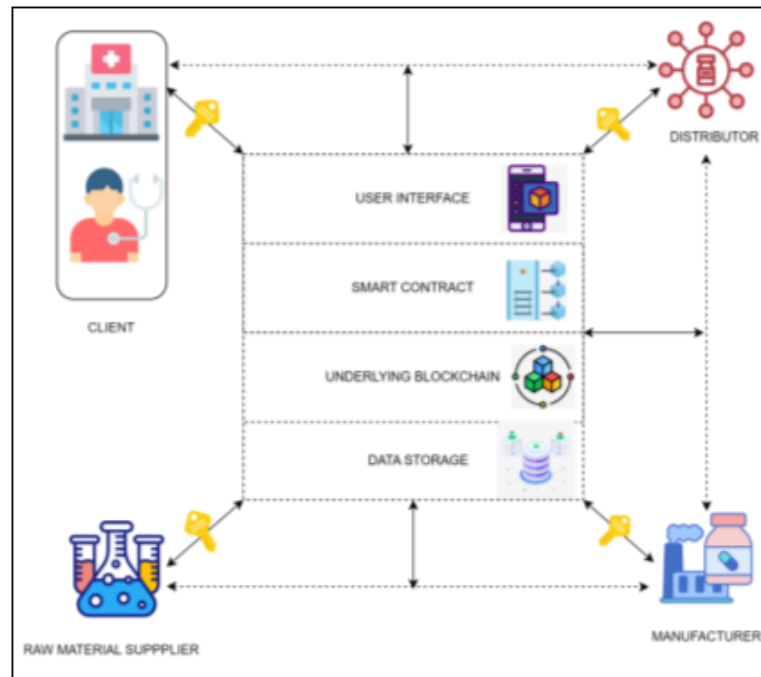 DISTRIBUTOR
USER INTERFACE
SMART CONTRACT
CLIENT
UNDERLYING BLOCKCHAIN
DATA STORAGE
RAW MATERIAL SUPPPLIER
MANUFACTURER